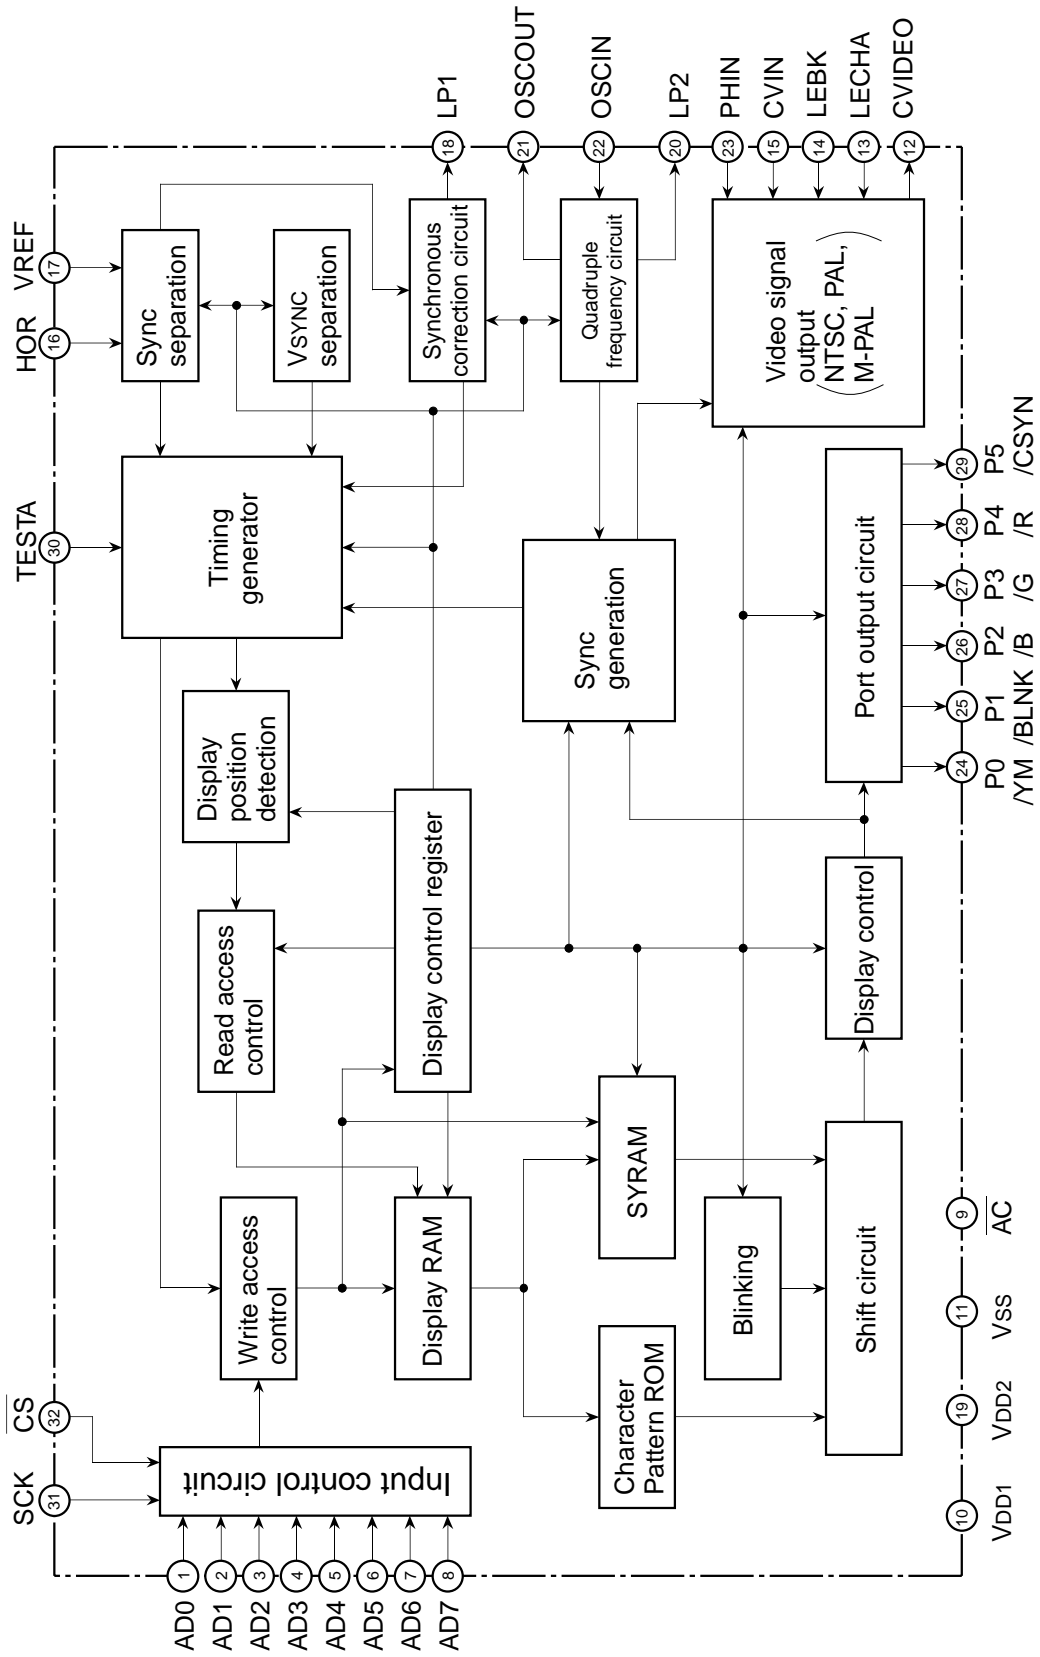 SCK
31
CS
32
TESTA
30
HOR
16
VREF
17
AD0
1
AD1
2
AD2
3
AD3
4
AD4
5
AD5
6
AD6
7
AD7
8
Input control circuit
Write access
control
Read access
control
Display
position
detection
Timing
generator
Sync
separation
VSYNC
separation
Display RAM
Display control register
Synchronous
correction circuit
Quadruple
frequency circuit
Character
Pattern ROM
SYRAM
Sync
generation
Blinking
Video signal
output
(NTSC, PAL,
M-PAL)
Shift circuit
Display control
Port output circuit
18
LP1
21
OSCOUT
22
OSCIN
20
LP2
23
PHIN
15
CVIN
14
LEBK
13
LECHA
12
CVIDEO
10
VDD1
19
VDD2
11
VSS
9
AC
24
P0
/YM
25
P1
/BLNK
26
P2
/B
27
P3
/G
28
P4
/R
29
P5
/CSYN